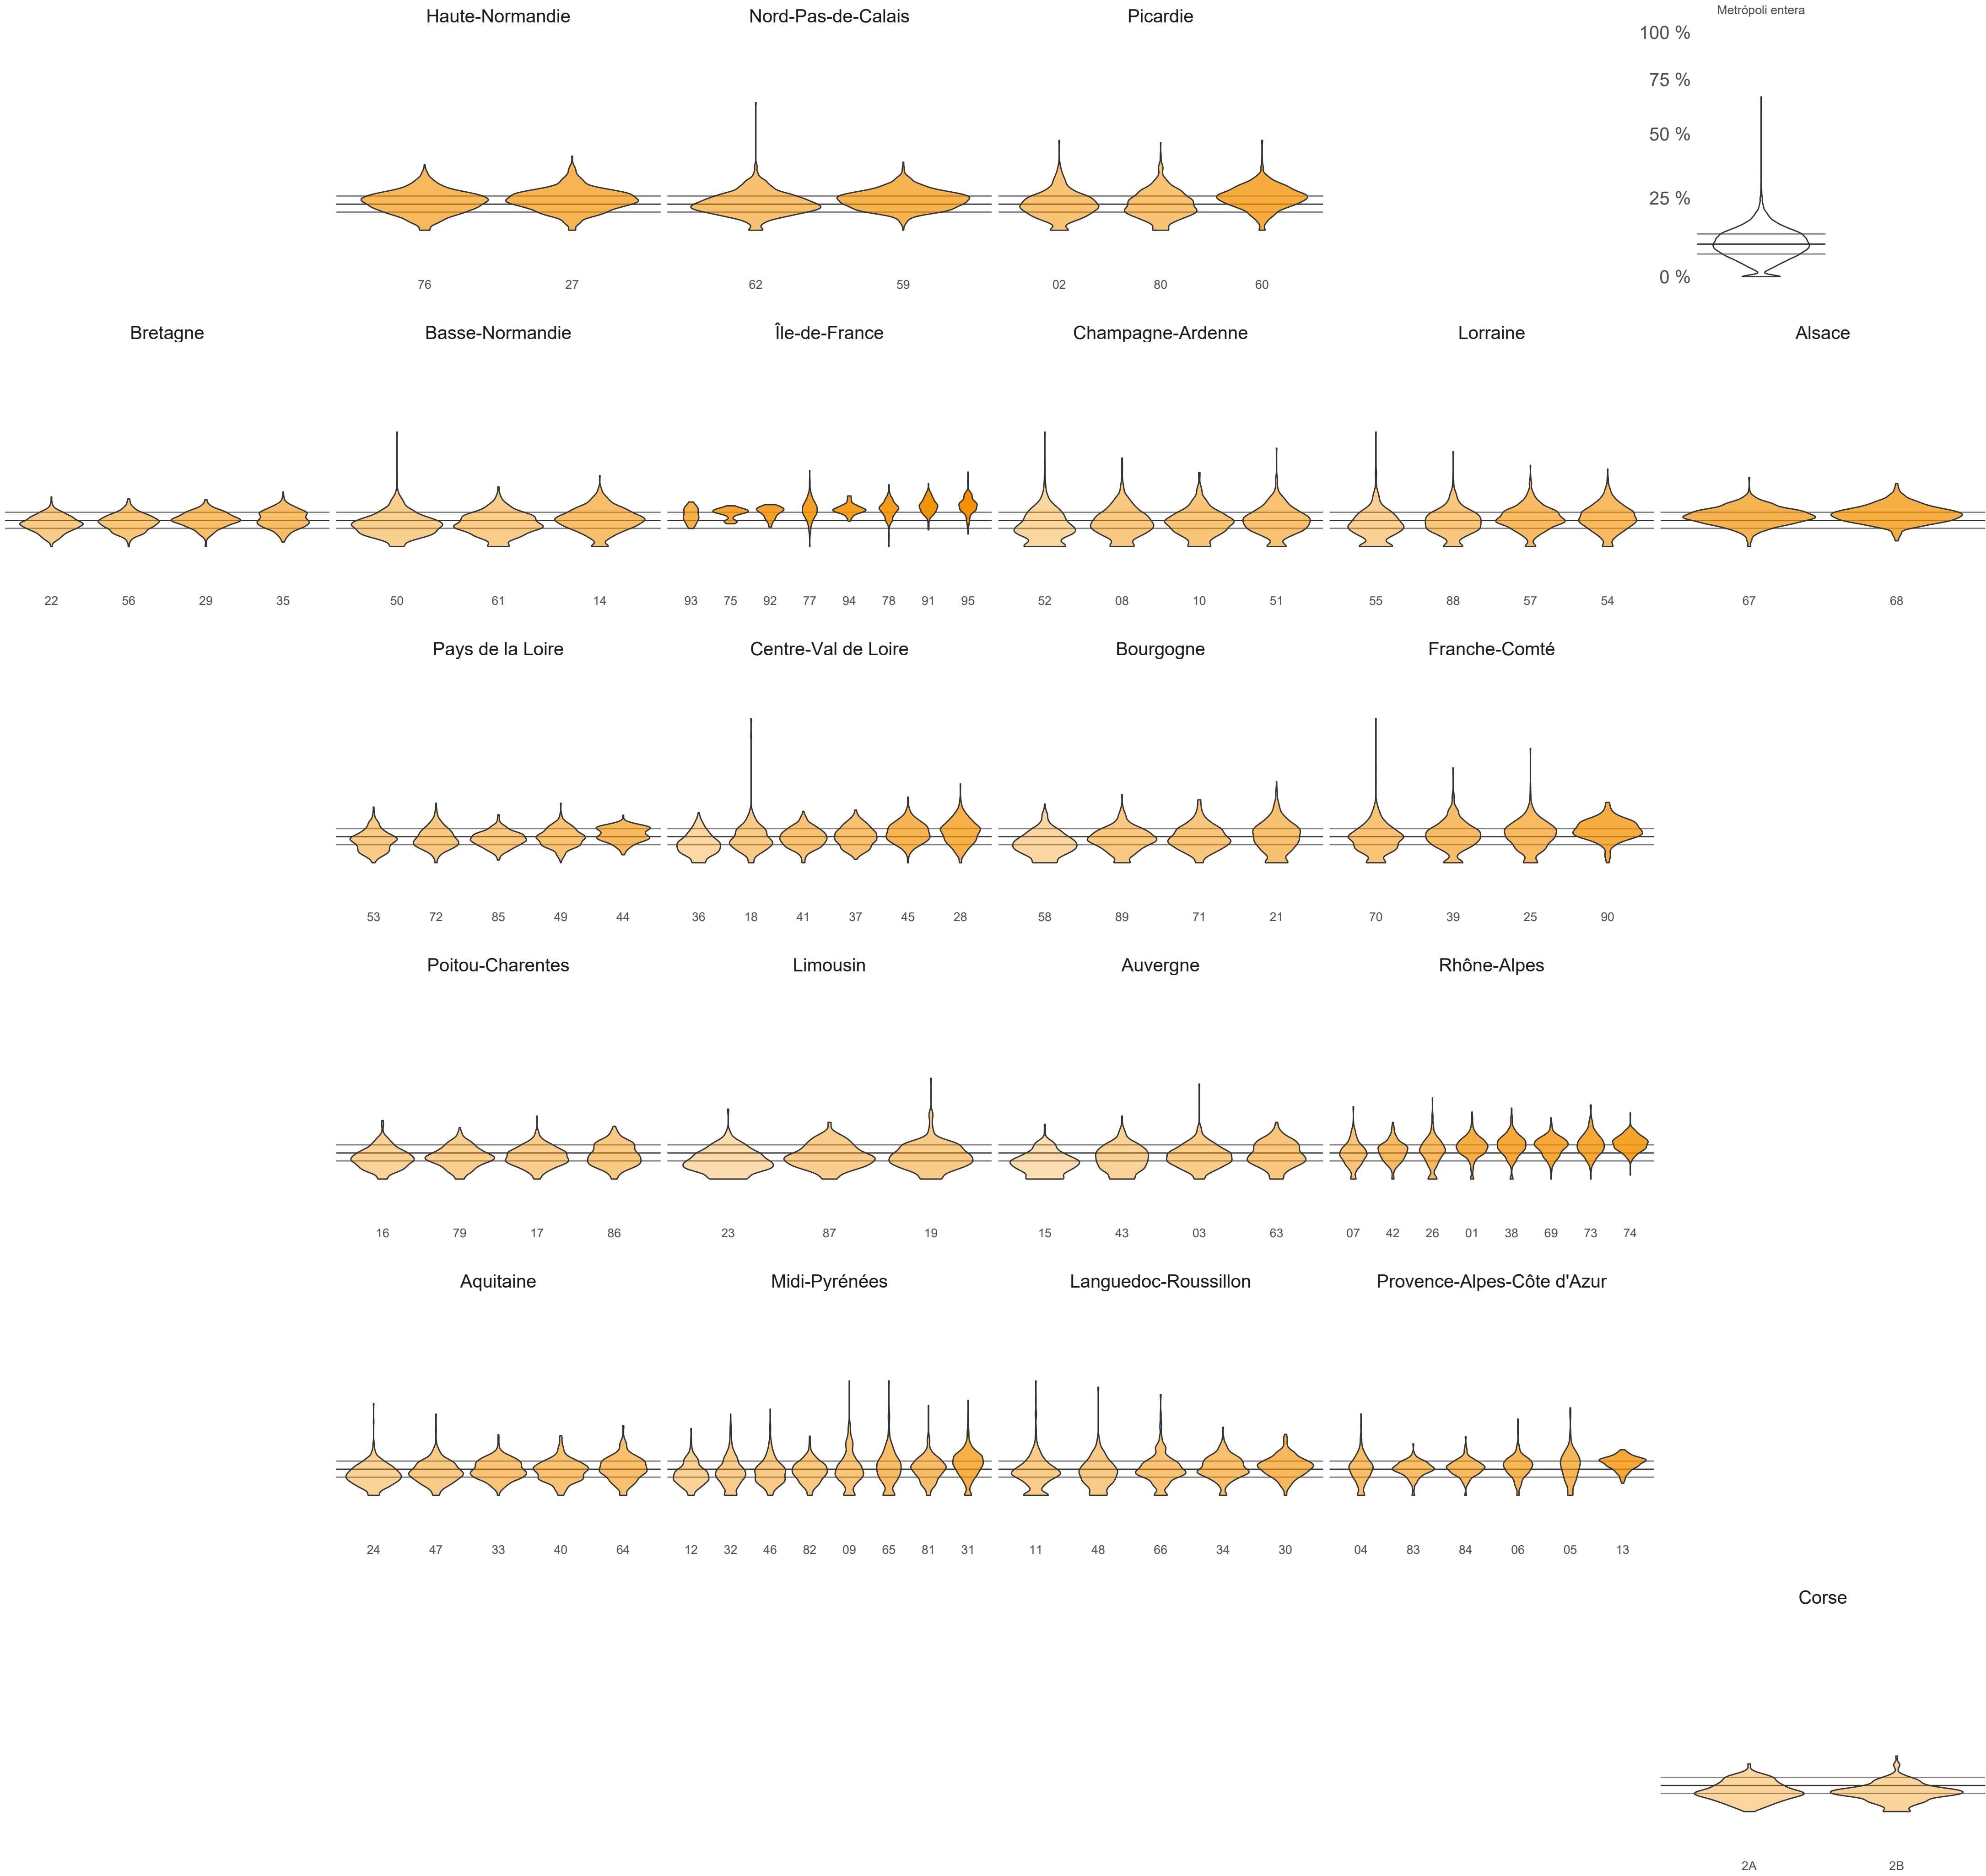 Haute-Normandie Nord-Pas-de-Calais Picardie Metrópoli entera
100 %
75 %
50 %
25 %
0 %
76 27 62 59 02 80 60
Bretagne Basse-Normandie Île-de-France Champagne-Ardenne Lorraine Alsace
22 56 29 35 50 61 14 93 75 92 77 94 78 91 95 52 08 10 51 55 88 57 54 67 68
Pays de la Loire Centre-Val de Loire Bourgogne Franche-Comté
53 72 85 49 44 36 18 41 37 45 28 58 89 71 21 70 39 25 90
Poitou-Charentes Limousin Auvergne Rhône-Alpes
16 79 17 86 23 87 19 15 43 03 63 07 42 26 01 38 69 73 74
Aquitaine Midi-Pyrénées Languedoc-Roussillon Provence-Alpes-Côte d'Azur
24 47 33 40 64 12 32 46 82 09 65 81 31 11 48 66 34 30 04 83 84 06 05 13
Corse
2A 2B